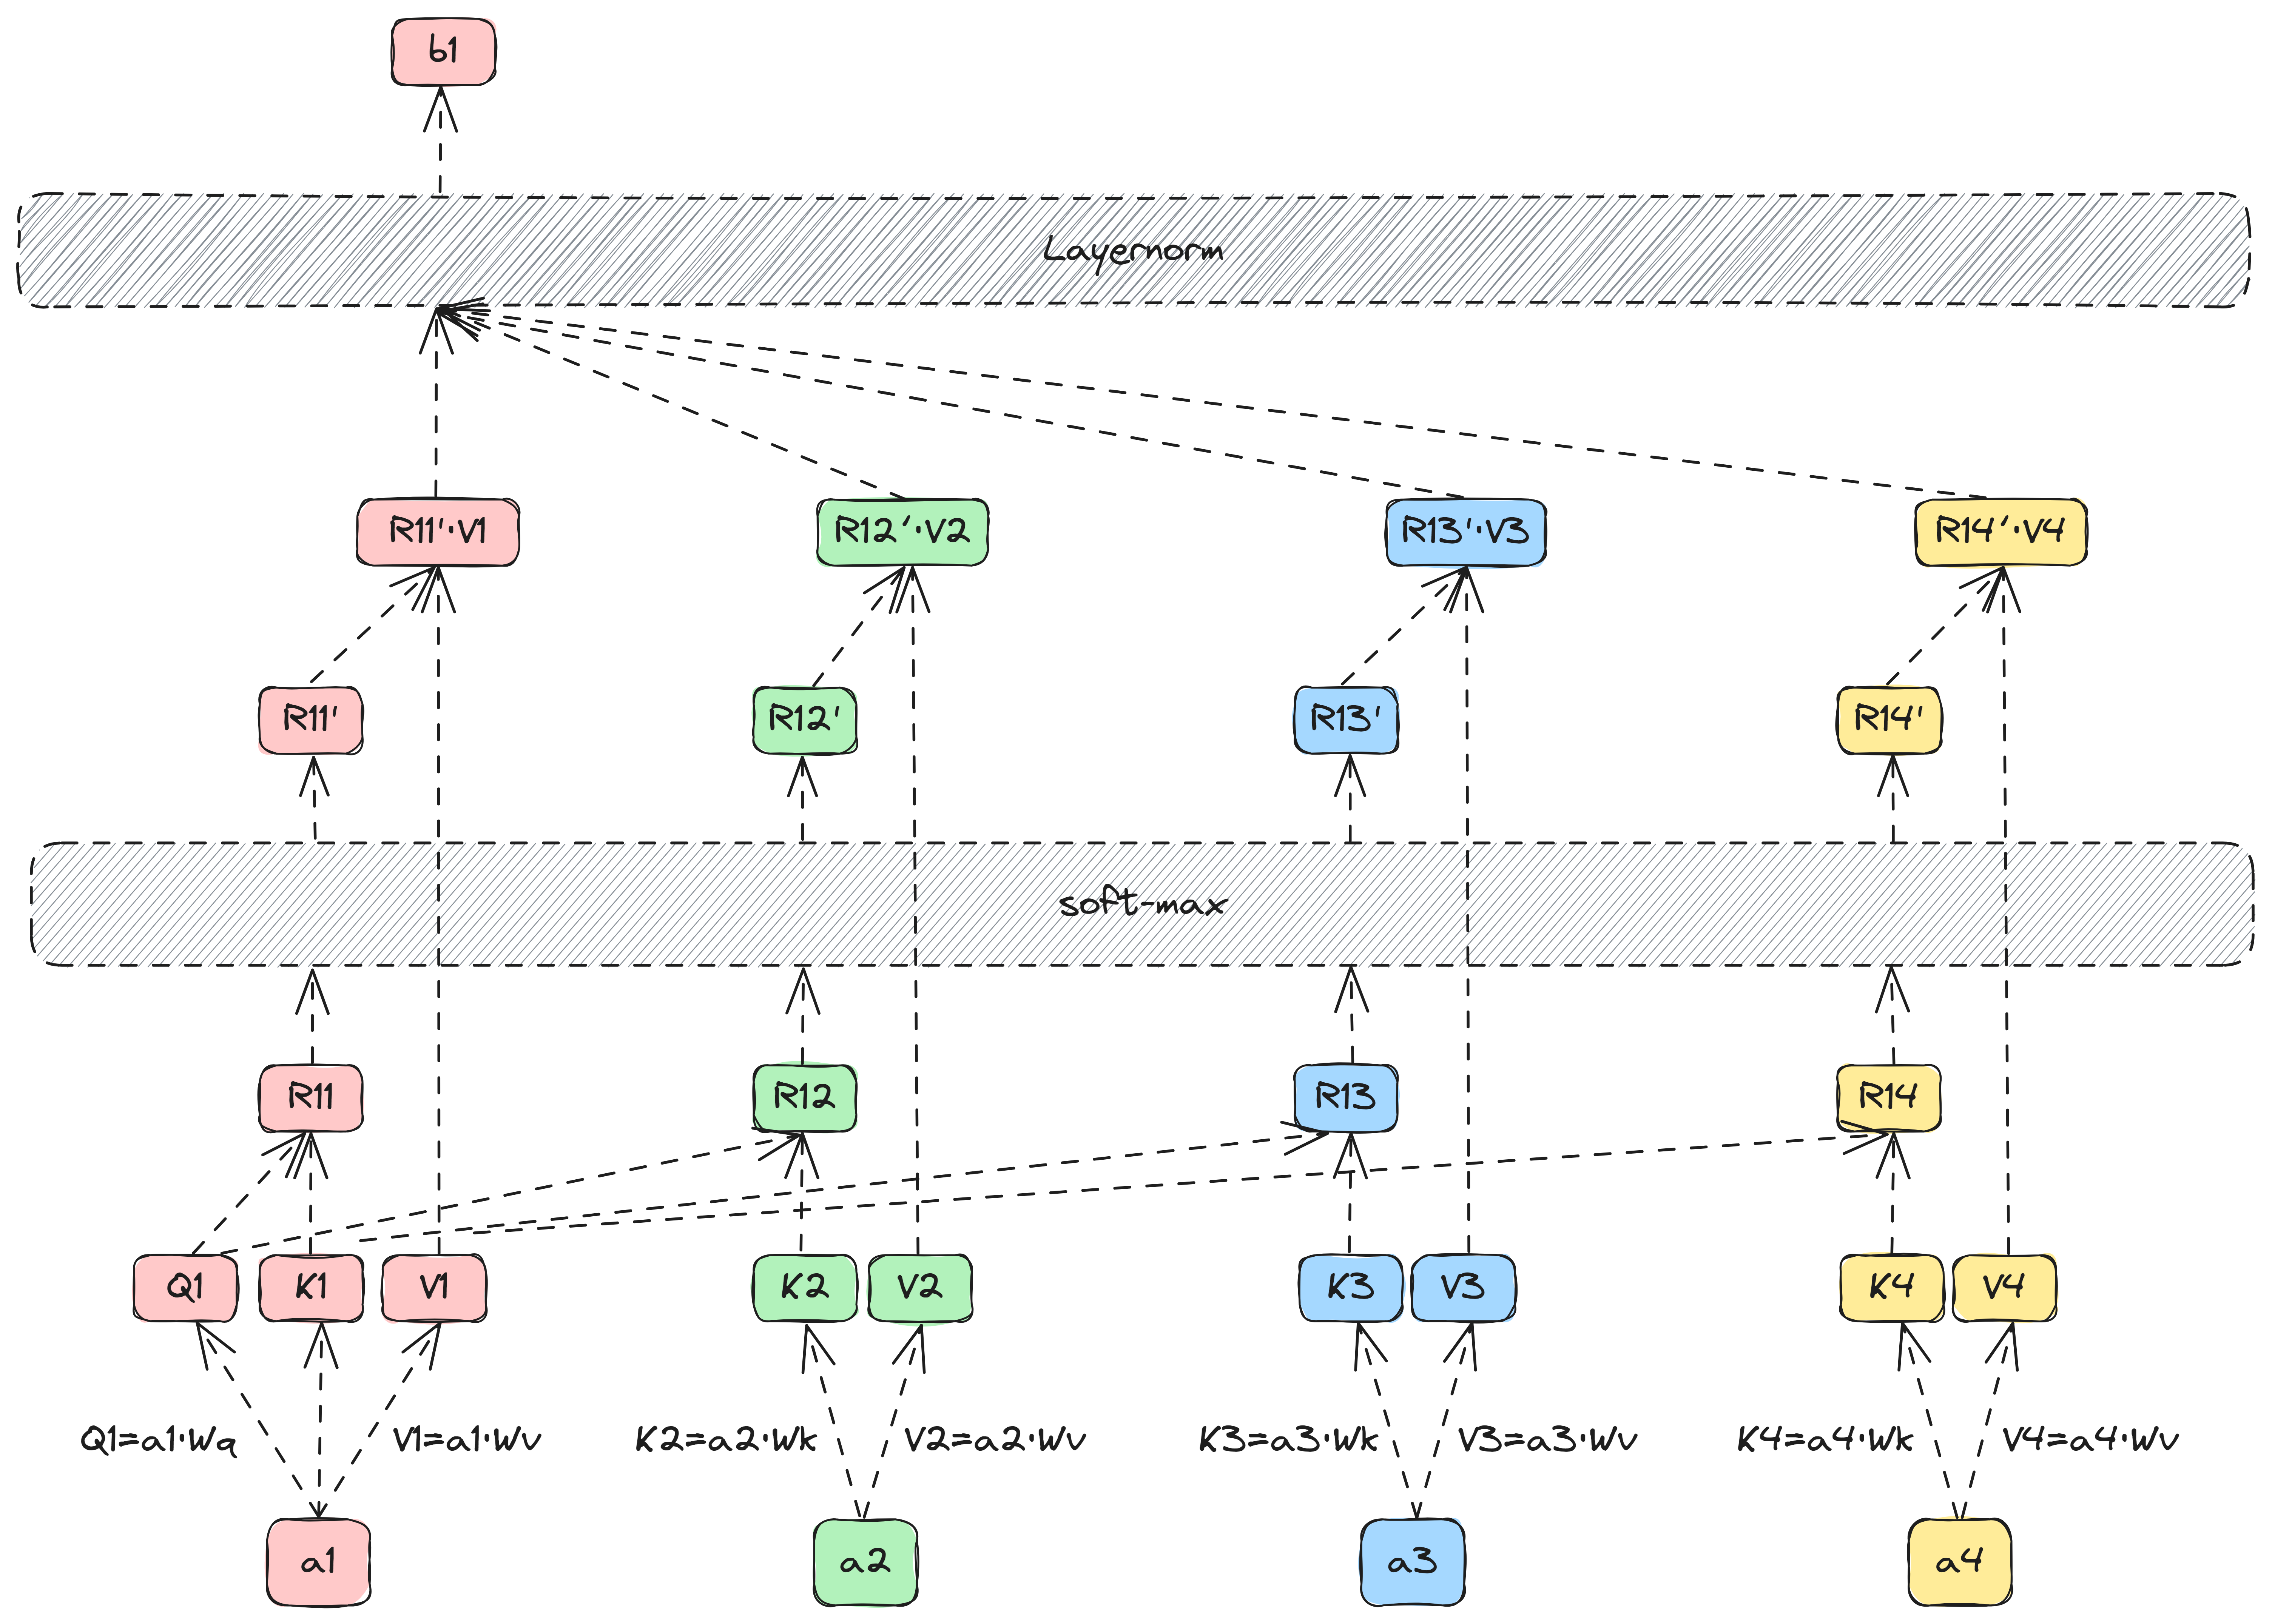 b1
Layernorm
R11'·V1
R12'·V2
R13'·V3
R14'·V4
R11'
R12'
R13'
R14'
soft-max
R11
R12
R13
R14
Q1
K1
V1
K2
V2
K3
V3
K4
V4
Q1=a1·Wq
V1=a1·Wv
K2=a2·Wk
V2=a2·Wv
K3=a3·Wk
V3=a3·Wv
K4=a4·Wk
V4=a4·Wv
a1
a2
a3
a4